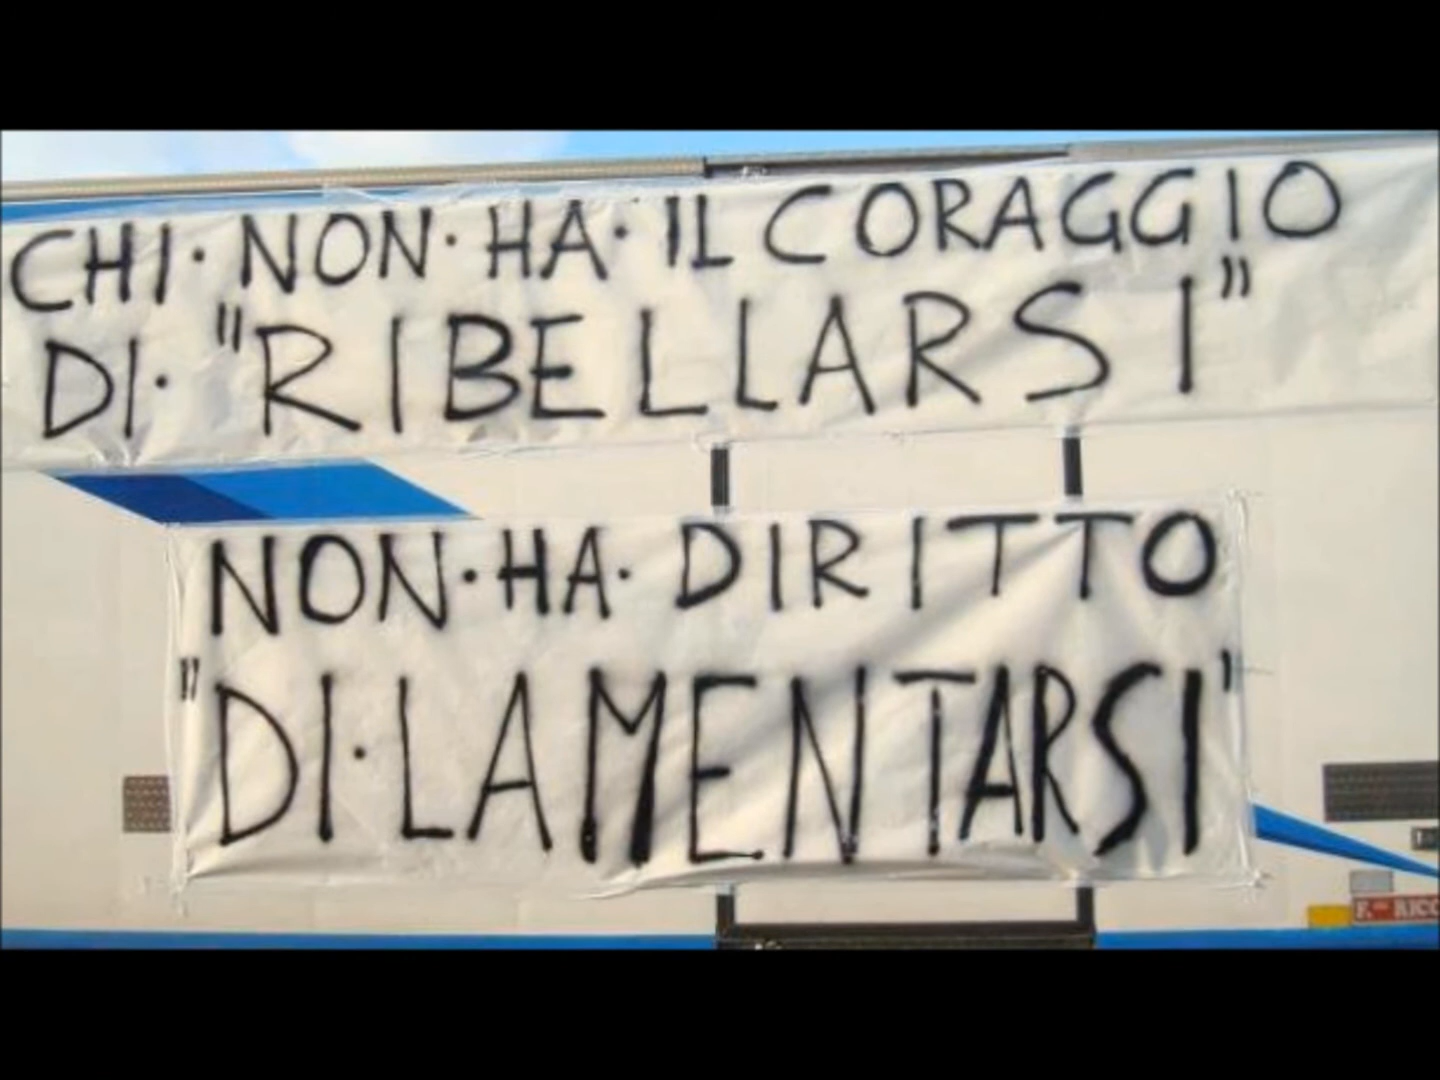 CHI · NON · HA · IL CORAGGIO
DI · "RIBELLARSI"
NON · HA · DIRITTO
"DI · LAMENTARSI"